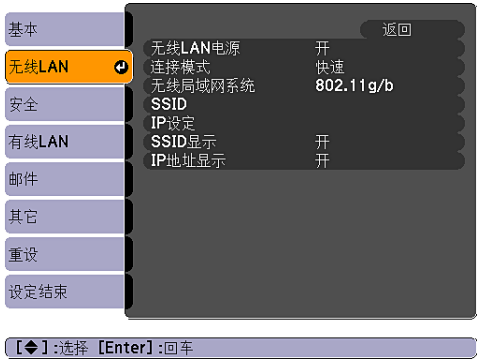 基本
无线LAN
安全
有线LAN
邮件
其它
重设
设定结束
返回
无线LAN电源 开
连接模式 快速
无线局域网系统 802.11g/b
SSID
IP设定
SSID显示 开
IP地址显示 开
[◆]:选择 [Enter]:回车